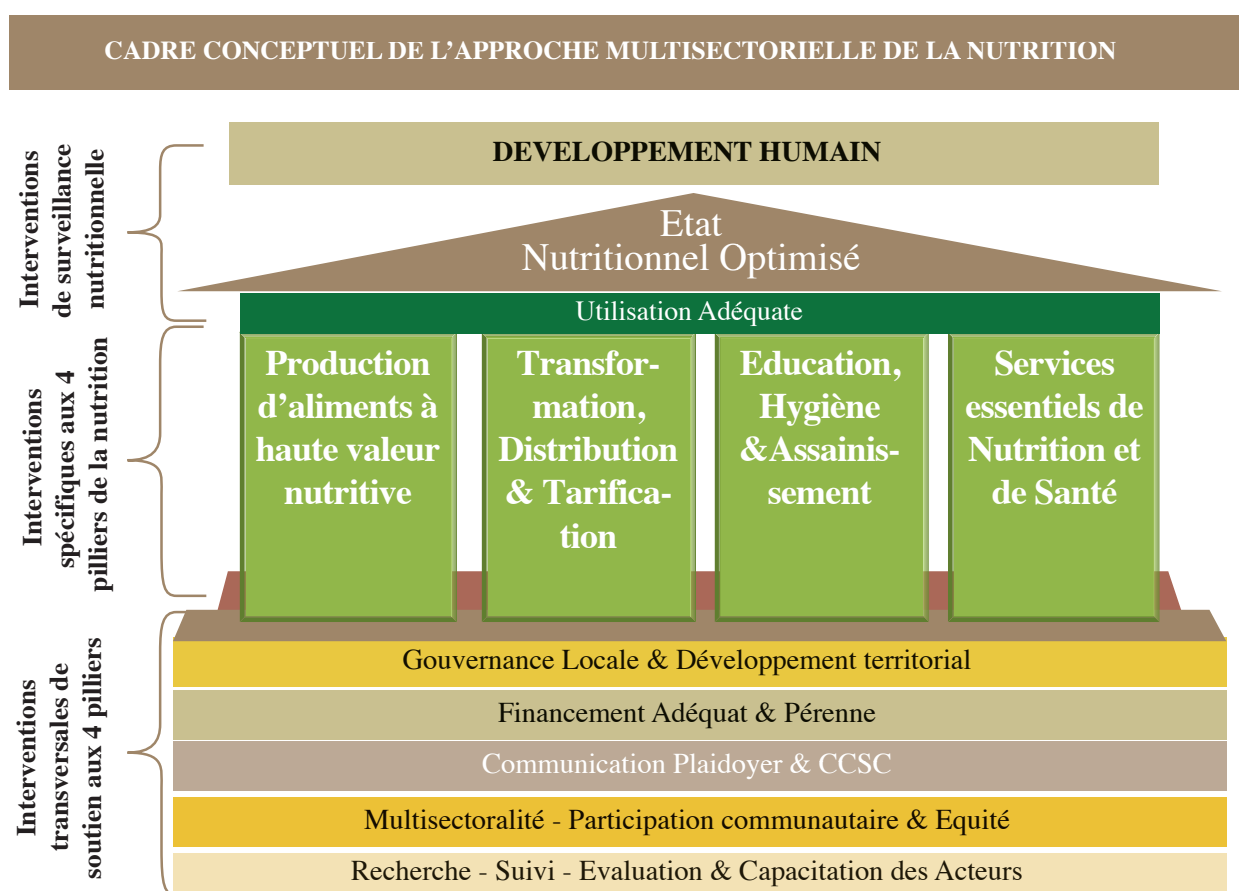 CADRE CONCEPTUEL DE L’APPROCHE MULTISECTORIELLE DE LA NUTRITION
Interventions
de surveillance
nutritionnelle
DEVELOPPEMENT HUMAIN
Etat
Nutritionnel Optimisé
Utilisation Adéquate
Interventions
spécifiques aux 4
pilliers de la nutrition
Production
d’aliments à
haute valeur
nutritive
Transfor-
mation,
Distribution
& Tarifica-
tion
Education,
Hygiène
&Assainis-
sement
Services
essentiels de
Nutrition et
de Santé
Interventions
transversales de
soutien aux 4 pilliers
Gouvernance Locale & Développement territorial
Financement Adéquat & Pérenne
Communication Plaidoyer & CCSC
Multisectoralité - Participation communautaire & Equité
Recherche - Suivi - Evaluation & Capacitation des Acteurs